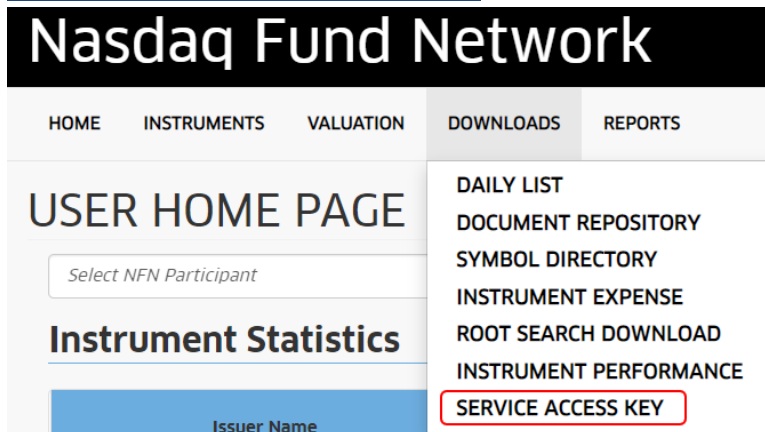 Nasdaq Fund Network
HOME INSTRUMENTS VALUATION DOWNLOADS REPORTS
USER HOME PAGE
Select NFN Participant
Instrument Statistics
Issuer Name
DAILY LIST
DOCUMENT REPOSITORY
SYMBOL DIRECTORY
INSTRUMENT EXPENSE
ROOT SEARCH DOWNLOAD
INSTRUMENT PERFORMANCE
SERVICE ACCESS KEY